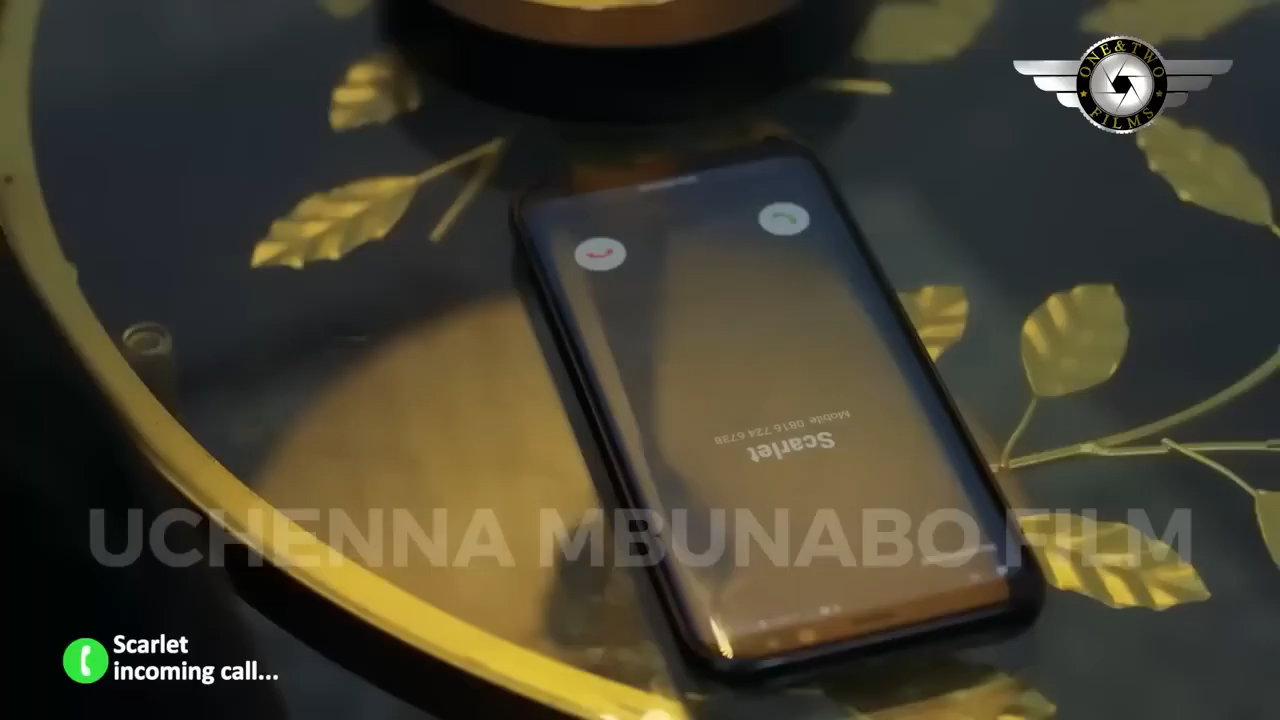 ONE&TWO
FILMS
Mobile 0816 724 6738
Scarlet
UCHENNA MBUNABO FILM
Scarlet
incoming call...